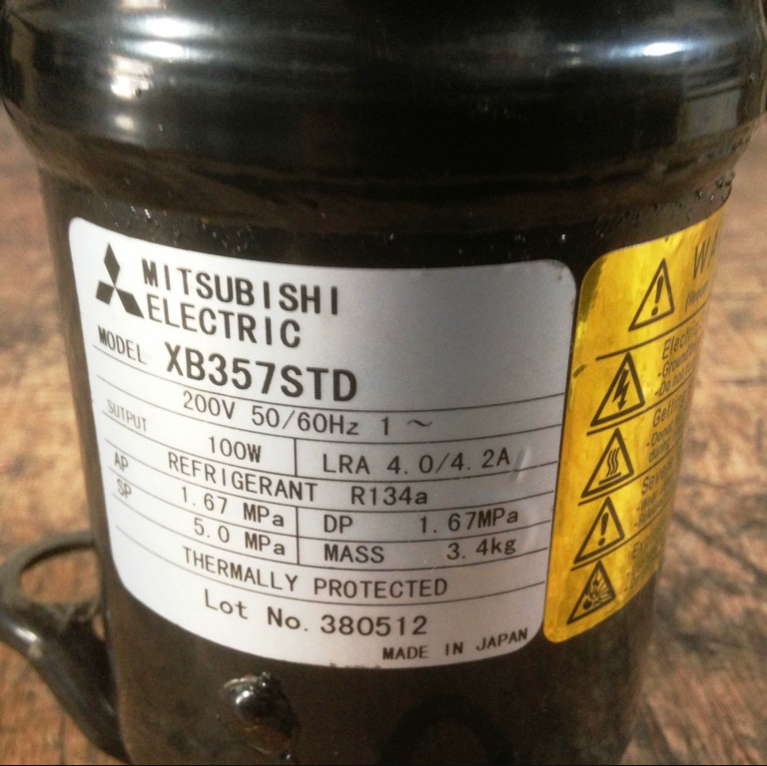 MITSUBISHI
ELECTRIC
MODEL XB357STD
200V 50/60Hz 1 ~
SUTPUT 100W LRA 4.0/4.2A
REFRIGERANT R134a
AP 1.67 MPa DP 1.67MPa
SP 5.0 MPa MASS 3.4kg
THERMALLY PROTECTED
Lot No. 380512
MADE IN JAPAN